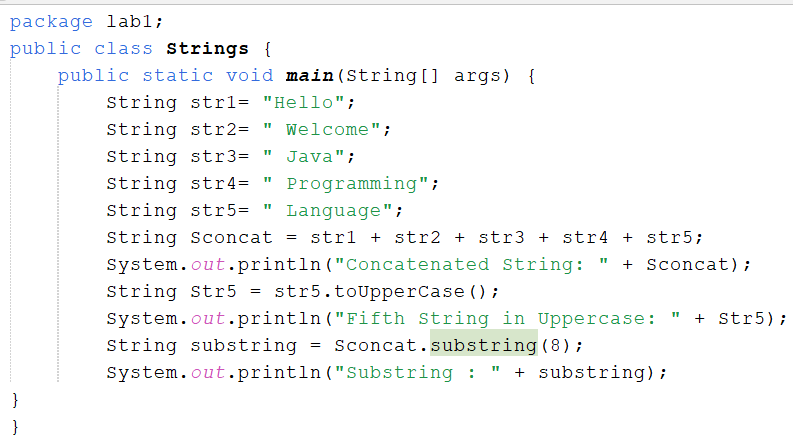 package lab1;
public class Strings {
    public static void main(String[] args) {
        String str1= "Hello";
        String str2= " Welcome";
        String str3= " Java";
        String str4= " Programming";
        String str5= " Language";
        String Sconcat = str1 + str2 + str3 + str4 + str5;
        System.out.println("Concatenated String: " + Sconcat);
        String Str5 = str5.toUpperCase();
        System.out.println("Fifth String in Uppercase: " + Str5);
        String substring = Sconcat.substring(8);
        System.out.println("Substring : " + substring);
}
}